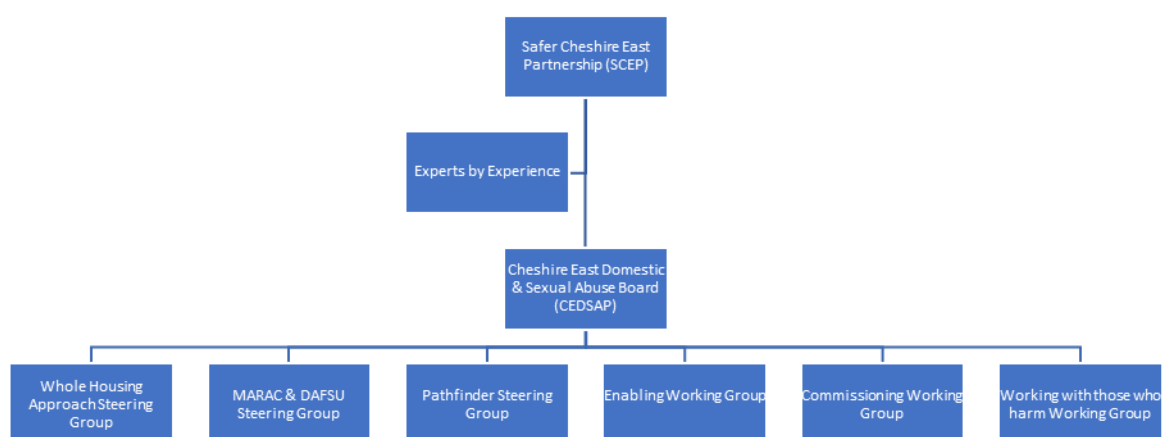 Safer Cheshire East
Partnership (SCEP)
Experts by Experience
Cheshire East Domestic
& Sexual Abuse Board
(CEDSAP)
Whole Housing
Approach Steering
Group
MARAC & DAFSU
Steering Group
Pathfinder Steering
Group
Enabling Working Group
Commissioning Working
Group
Working with those who
harm Working Group